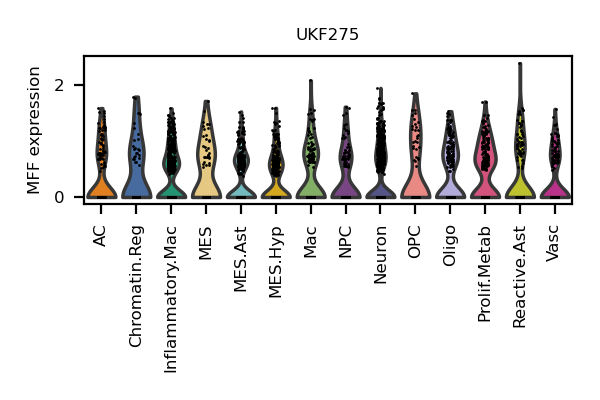 UKF275
MFF expression
2
0
AC
Chromatin.Reg
Inflammatory.Mac
MES
MES.Ast
MES.Hyp
Mac
NPC
Neuron
OPC
Oligo
Prolif.Metab
Reactive.Ast
Vasc